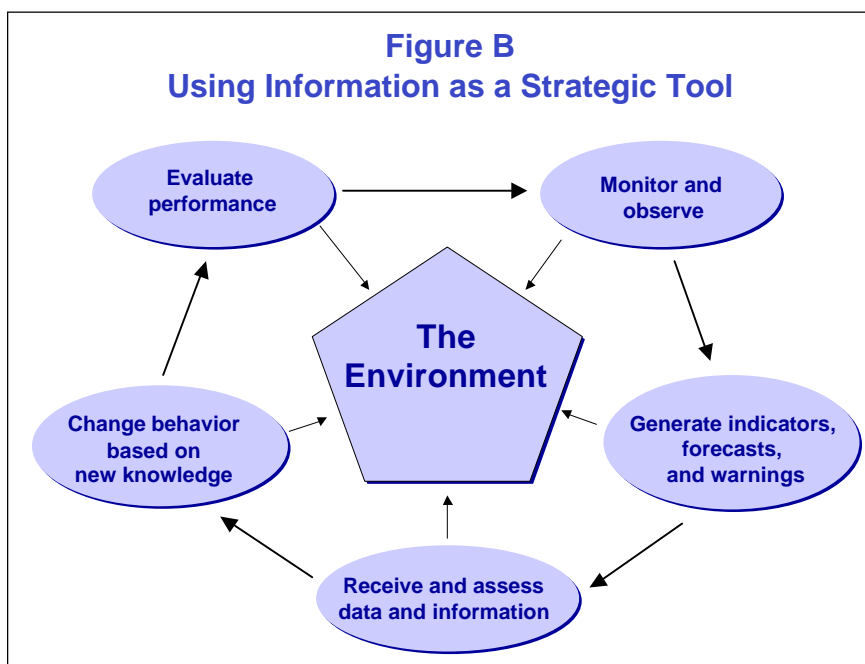 Figure B
Using Information as a Strategic Tool
Evaluate
performance
Monitor and
observe
The
Environment
Change behavior
based on
new knowledge
Generate indicators,
forecasts,
and warnings
Receive and assess
data and information